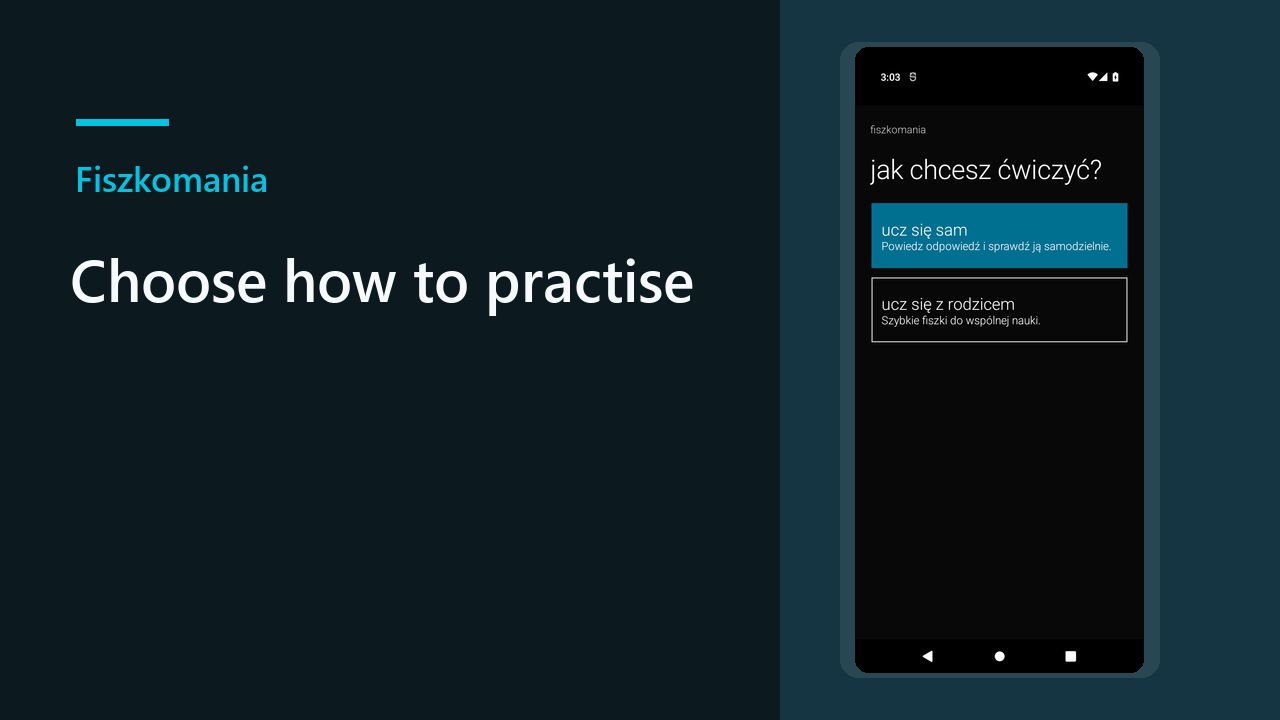 Fiszkomania
Choose how to practise
3:03
fiszkomania
jak chcesz ćwiczyć?
ucz się sam
Powiedz odpowiedź i sprawdź ją samodzielnie.
ucz się z rodzicem
Szybkie fiszki do wspólnej nauki.